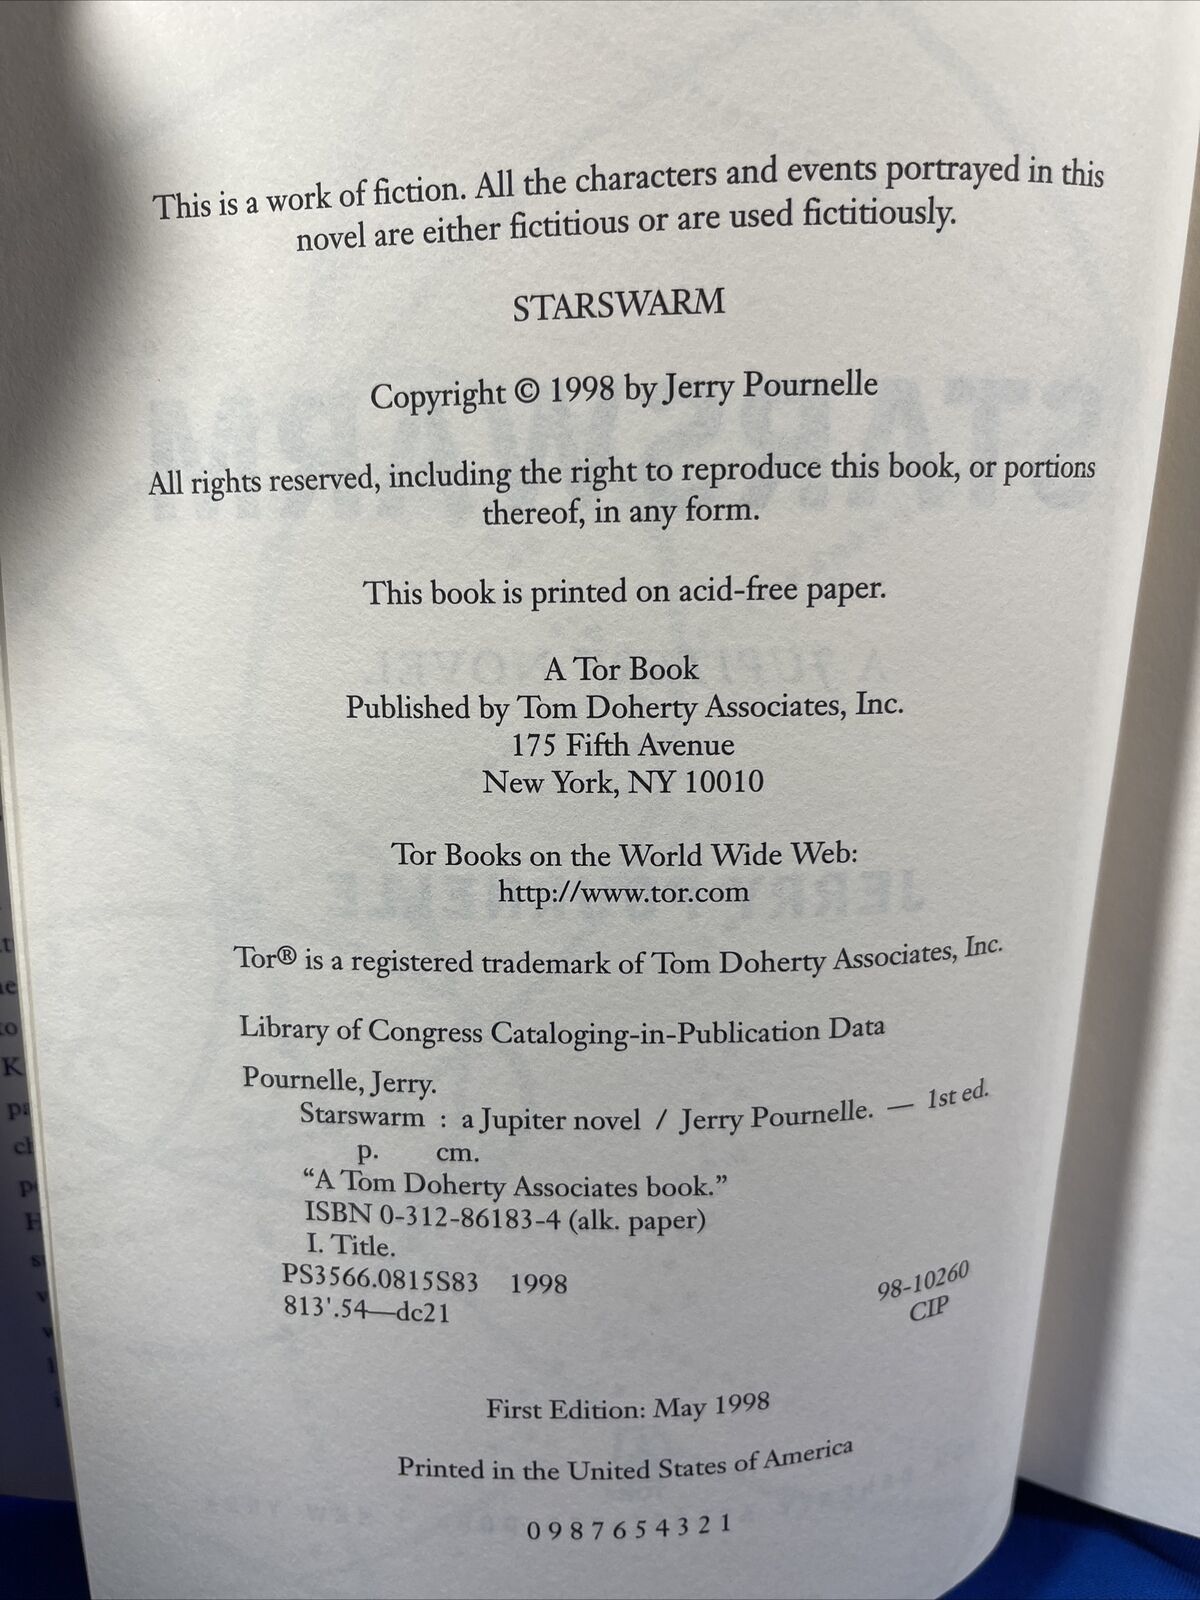 This is a work of fiction. All the characters and events portrayed in this
novel are either fictitious or are used fictitiously.
STARSWARM
Copyright © 1998 by Jerry Pournelle
All rights reserved, including the right to reproduce this book, or portions
thereof, in any form.
This book is printed on acid-free paper.
A Tor Book
Published by Tom Doherty Associates, Inc.
175 Fifth Avenue
New York, NY 10010
Tor Books on the World Wide Web:
http://www.tor.com
Tor® is a registered trademark of Tom Doherty Associates, Inc.
Library of Congress Cataloging-in-Publication Data
Pournelle, Jerry.
Starswarm : a Jupiter novel / Jerry Pournelle. — 1st ed.
p. cm.
“A Tom Doherty Associates book.”
ISBN 0-312-86183-4 (alk. paper)
I. Title.
PS3566.0815S83 1998 98-10260
813'.54—dc21 CIP
First Edition: May 1998
Printed in the United States of America
0 9 8 7 6 5 4 3 2 1